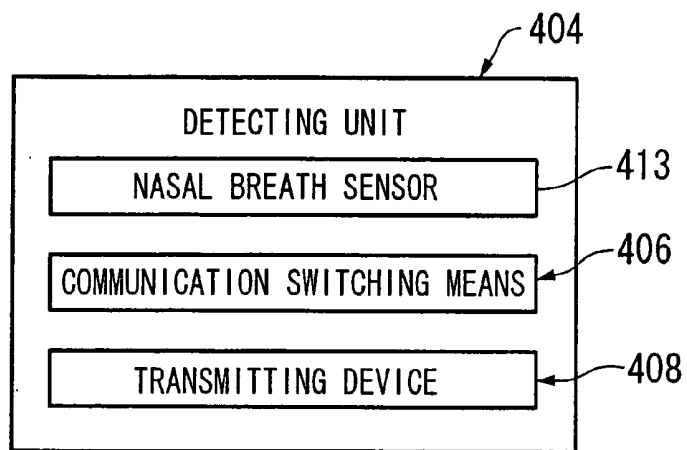 404
DETECTING UNIT
NASAL BREATH SENSOR
413
COMMUNICATION SWITCHING MEANS
406
TRANSMITTING DEVICE
408